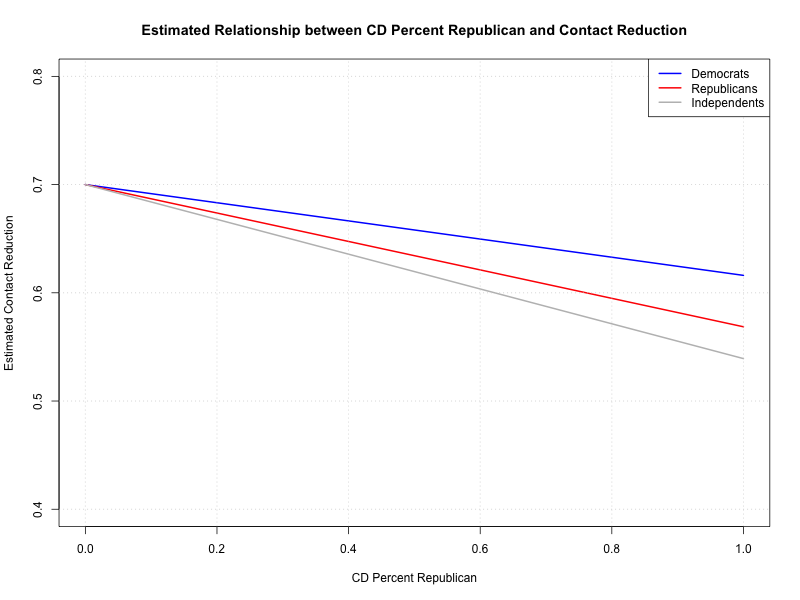 Estimated Relationship between CD Percent Republican and Contact Reduction
Democrats
Republicans
Independents
Estimated Contact Reduction
0.8
0.7
0.6
0.5
0.4
0.0 0.2 0.4 0.6 0.8 1.0
CD Percent Republican